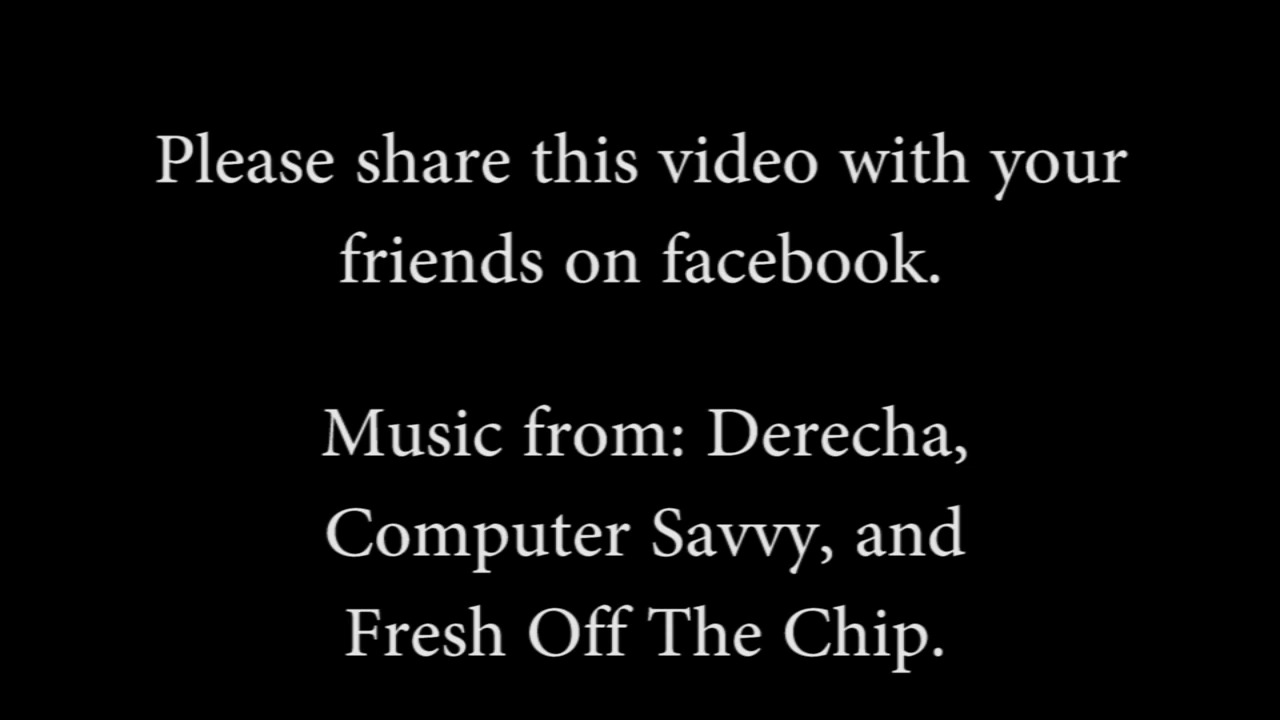 Please share this video with your
friends on facebook.
Music from: Derecha,
Computer Savvy, and
Fresh Off The Chip.